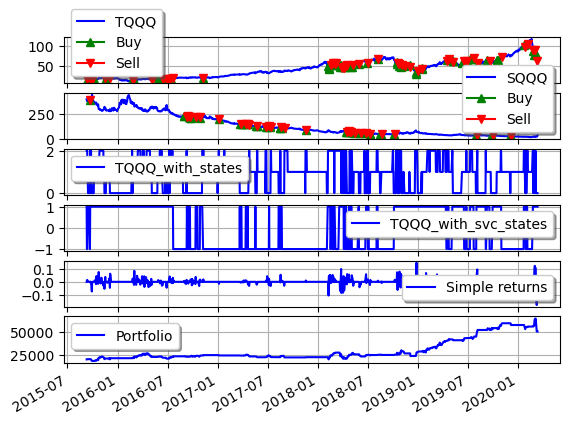 TQQQ
Buy
Sell
100
50
SQQQ
Buy
Sell
250
0
2
TQQQ_with_states
0
1
0
TQQQ_with_svc_states
−1
0.1
0.0
Simple returns
−0.1
Portfolio
50000
25000
2015-07
2016-01
2016-07
2017-01
2017-07
2018-01
2018-07
2019-01
2019-07
2020-01